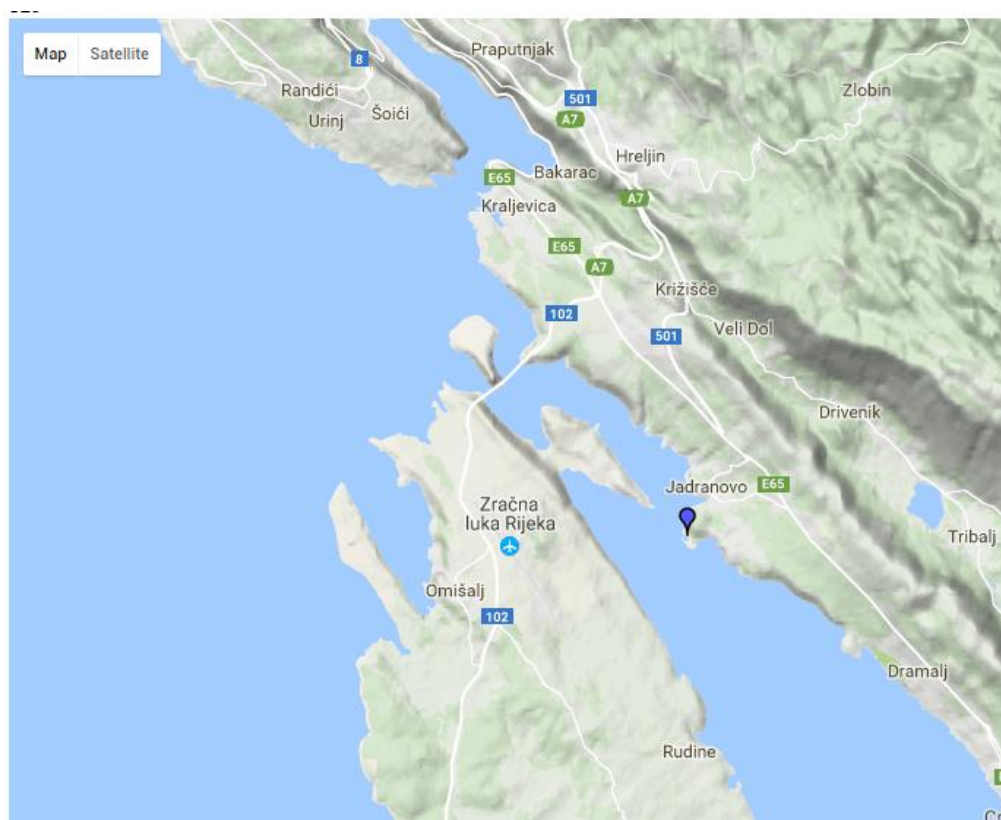 Map Satellite
Praputnjak
8
Randići
Šoići
Urinj
501
A7
Zlobin
Hreljin
Bakarac
E65
A7
Kraljevica
E65
A7
Križišće
102
501
Veli Dol
Drivenik
Jadranovo
E65
Zračna
luka Rijeka
Tribalj
Omišalj
102
Dramalj
Rudine